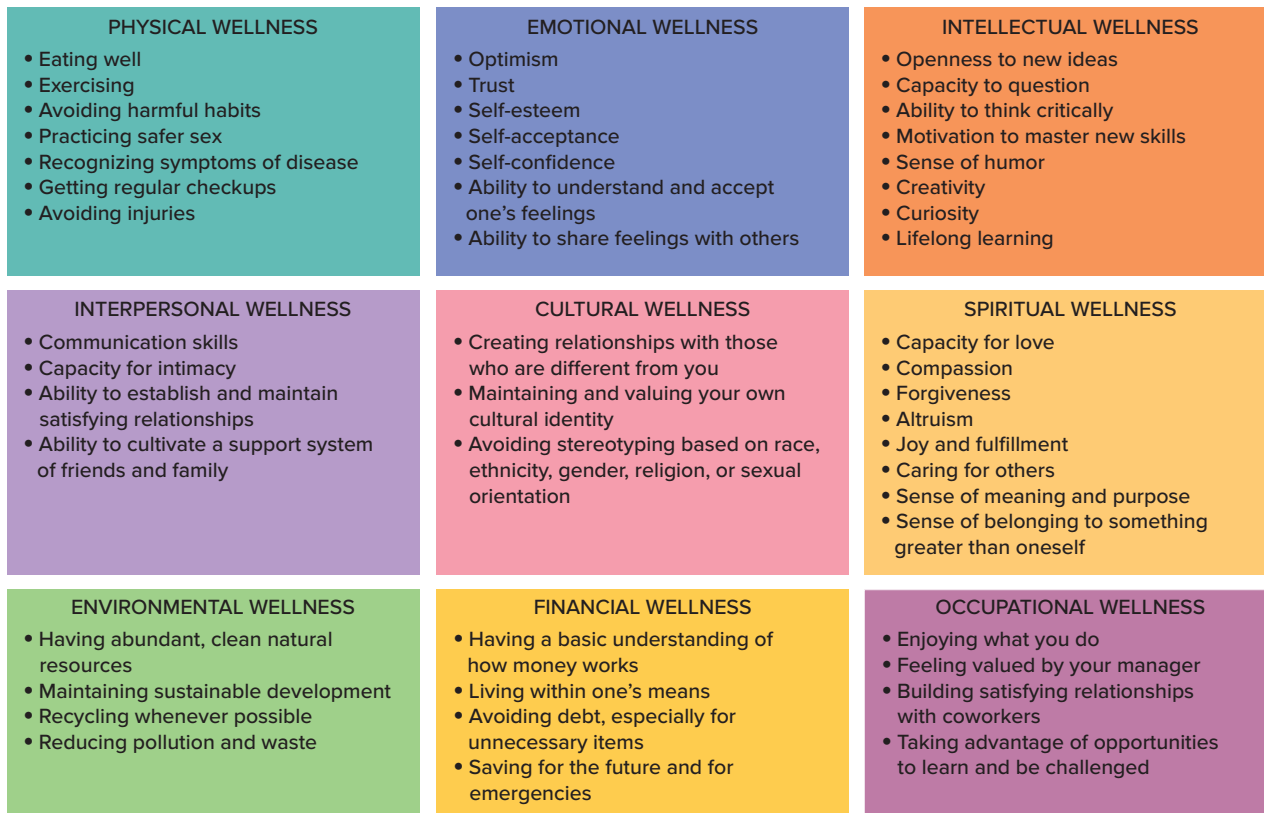 PHYSICAL WELLNESS
• Eating well
• Exercising
• Avoiding harmful habits
• Practicing safer sex
• Recognizing symptoms of disease
• Getting regular checkups
• Avoiding injuries
EMOTIONAL WELLNESS
• Optimism
• Trust
• Self-esteem
• Self-acceptance
• Self-confidence
• Ability to understand and accept
one’s feelings
• Ability to share feelings with others
INTELLECTUAL WELLNESS
• Openness to new ideas
• Capacity to question
• Ability to think critically
• Motivation to master new skills
• Sense of humor
• Creativity
• Curiosity
• Lifelong learning
INTERPERSONAL WELLNESS
• Communication skills
• Capacity for intimacy
• Ability to establish and maintain
satisfying relationships
• Ability to cultivate a support system
of friends and family
CULTURAL WELLNESS
• Creating relationships with those
who are different from you
• Maintaining and valuing your own
cultural identity
• Avoiding stereotyping based on race,
ethnicity, gender, religion, or sexual
orientation
SPIRITUAL WELLNESS
• Capacity for love
• Compassion
• Forgiveness
• Altruism
• Joy and fulfillment
• Caring for others
• Sense of meaning and purpose
• Sense of belonging to something
greater than oneself
ENVIRONMENTAL WELLNESS
• Having abundant, clean natural
resources
• Maintaining sustainable development
• Recycling whenever possible
• Reducing pollution and waste
FINANCIAL WELLNESS
• Having a basic understanding of
how money works
• Living within one’s means
• Avoiding debt, especially for
unnecessary items
• Saving for the future and for
emergencies
OCCUPATIONAL WELLNESS
• Enjoying what you do
• Feeling valued by your manager
• Building satisfying relationships
with coworkers
• Taking advantage of opportunities
to learn and be challenged